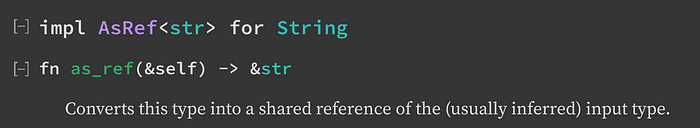 [-] impl AsRef<str> for String
[-] fn as_ref(&self) -> &str
Converts this type into a shared reference of the (usually inferred) input type.